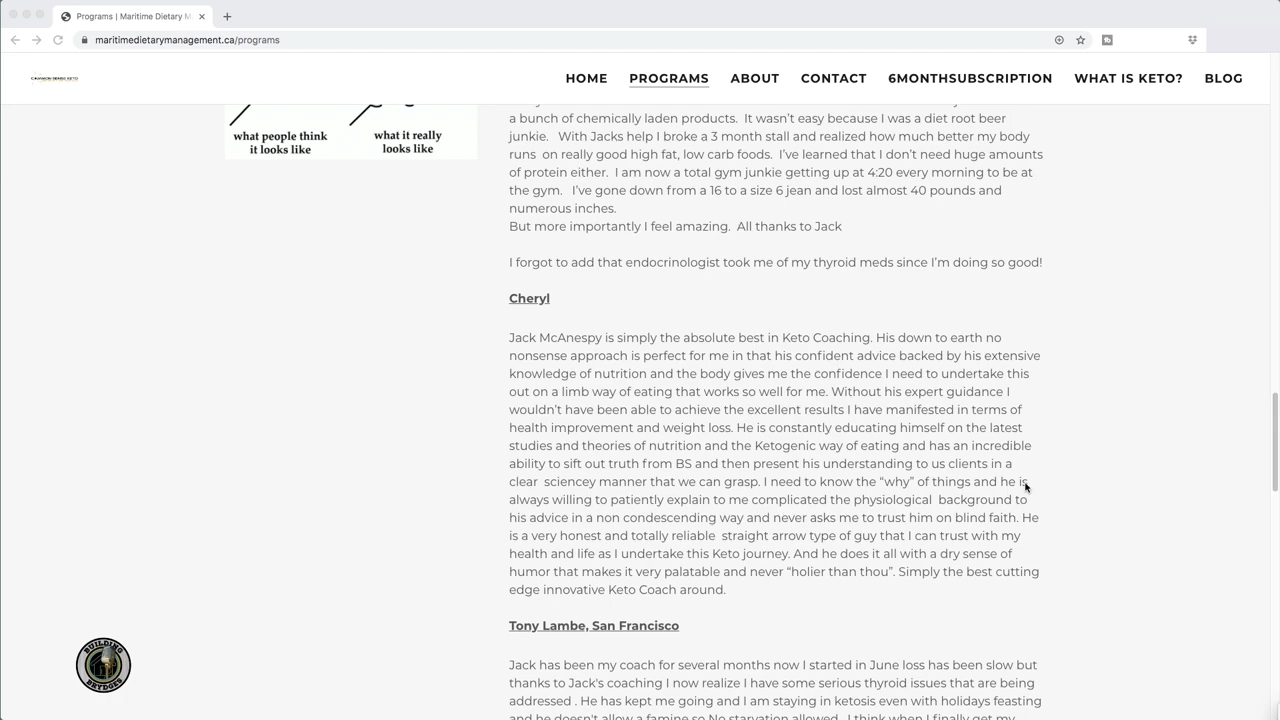 Programs | Maritime Dietary M
maritimedietarymanagement.ca/programs
HOME PROGRAMS ABOUT CONTACT 6MONTHSUBSCRIPTION WHAT IS KETO? BLOG
what people think
it looks like
what it really
looks like
a bunch of chemically laden products. It wasn't easy because I was a diet root beer
junkie. With Jacks help I broke a 3 month stall and realized how much better my body
runs on really good high fat, low carb foods. I've learned that I don't need huge amounts
of protein either. I am now a total gym junkie getting up at 4:20 every morning to be at
the gym. I've gone down from a 16 to a size 6 jean and lost almost 40 pounds and
numerous inches.
But more importantly I feel amazing. All thanks to Jack
I forgot to add that endocrinologist took me of my thyroid meds since I'm doing so good!
Cheryl
Jack McAnespy is simply the absolute best in Keto Coaching. His down to earth no
nonsense approach is perfect for me in that his confident advice backed by his extensive
knowledge of nutrition and the body gives me the confidence I need to undertake this
out on a limb way of eating that works so well for me. Without his expert guidance I
wouldn't have been able to achieve the excellent results I have manifested in terms of
health improvement and weight loss. He is constantly educating himself on the latest
studies and theories of nutrition and the Ketogenic way of eating and has an incredible
ability to sift out truth from BS and then present his understanding to us clients in a
clear sciencey manner that we can grasp. I need to know the “why” of things and he is
always willing to patiently explain to me complicated the physiological background to
his advice in a non condescending way and never asks me to trust him on blind faith. He
is a very honest and totally reliable straight arrow type of guy that I can trust with my
health and life as I undertake this Keto journey. And he does it all with a dry sense of
humor that makes it very palatable and never “holier than thou”. Simply the best cutting
edge innovative Keto Coach around.
Tony Lambe, San Francisco
Jack has been my coach for several months now I started in June loss has been slow but
thanks to Jack's coaching I now realize I have some serious thyroid issues that are being
addressed . He has kept me going and I am staying in ketosis even with holidays feasting
and he doesn't allow a famine so No starvation allowed. I think when I finally get my
BUILDING
BRYDGES